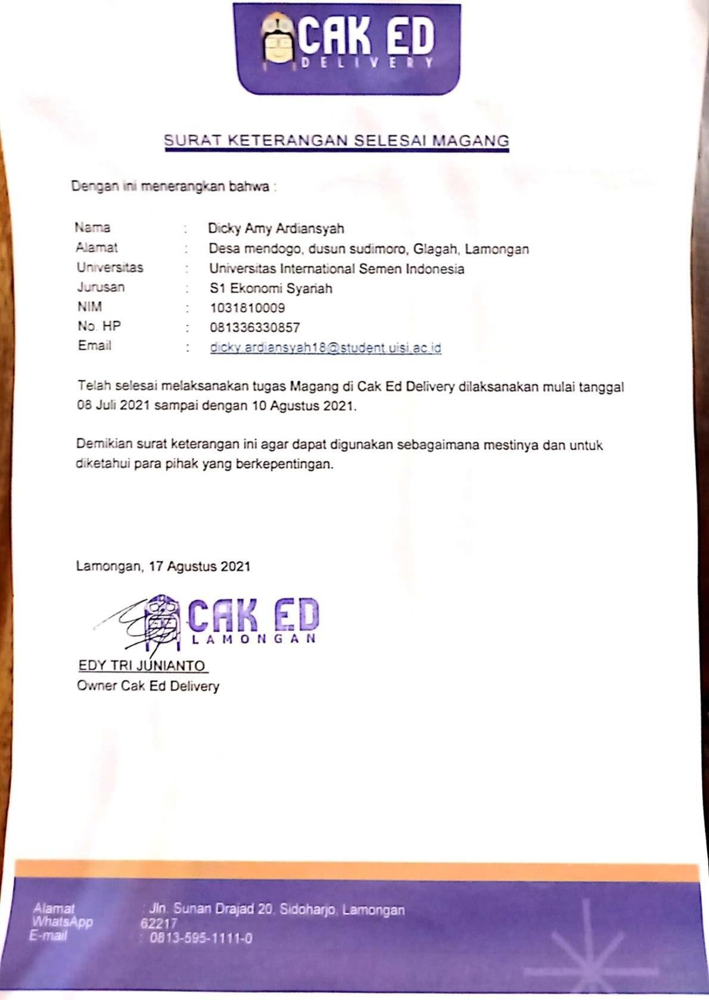 CAK ED
DELIVERY
SURAT KETERANGAN SELESAI MAGANG
Dengan ini menerangkan bahwa :
Nama : Dicky Amy Ardiansyah
Alamat : Desa mendogo, dusun sudimoro, Glagah, Lamongan
Universitas : Universitas International Semen Indonesia
Jurusan : S1 Ekonomi Syariah
NIM : 1031810009
No. HP : 081336330857
Email : dicky.ardiansyah18@student.uisi.ac.id
Telah selesai melaksanakan tugas Magang di Cak Ed Delivery dilaksanakan mulai tanggal
08 Juli 2021 sampai dengan 10 Agustus 2021.
Demikian surat keterangan ini agar dapat digunakan sebagaimana mestinya dan untuk
diketahui para pihak yang berkepentingan.
Lamongan, 17 Agustus 2021
CAK ED
LAMONGAN
EDY TRI JUNIANTO
Owner Cak Ed Delivery
Alamat : Jln. Sunan Drajad 20, Sidoharjo, Lamongan
WhatsApp 62217
E-mail : 0813-595-1111-0